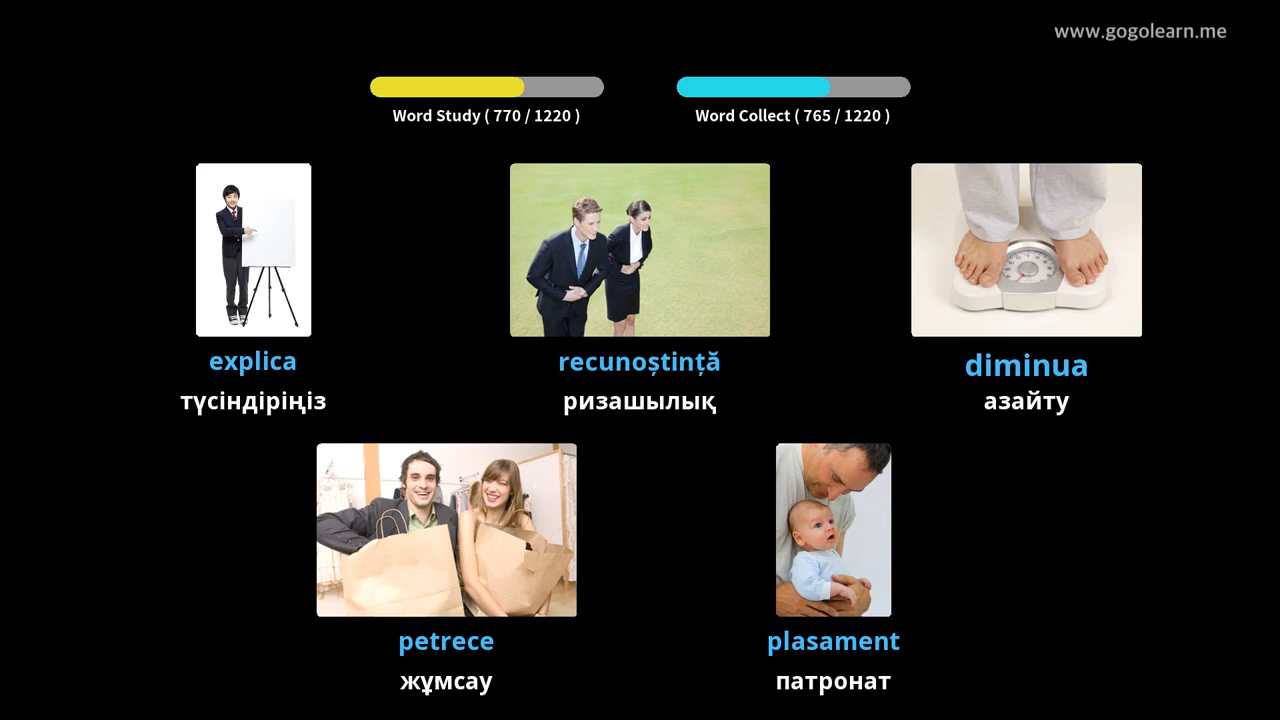 www.gogolearn.me
Word Study ( 770 / 1220 )
Word Collect ( 765 / 1220 )
explica
түсіндіріңіз
recunoștință
ризашылық
diminua
азайту
petrece
жұмсау
plasament
патронат